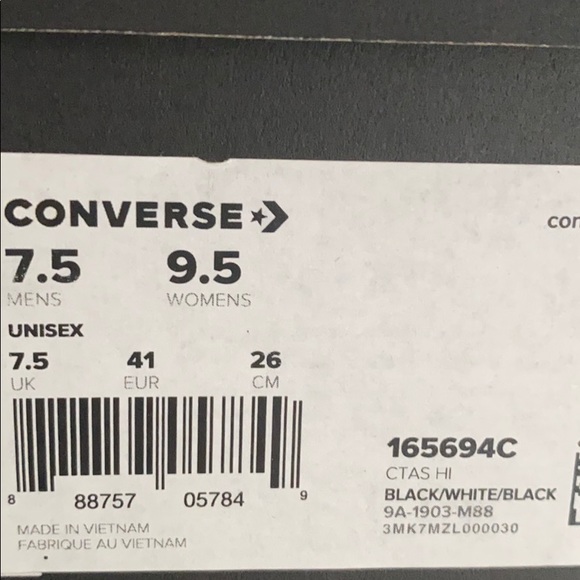 CONVERSE
con
7.5 9.5
MENS WOMENS
UNISEX
7.5 41 26
UK EUR CM
8 88757 05784 9
MADE IN VIETNAM
FABRIQUE AU VIETNAM
165694C
CTAS HI
BLACK/WHITE/BLACK
9A-1903-M88
3MK7MZL000030